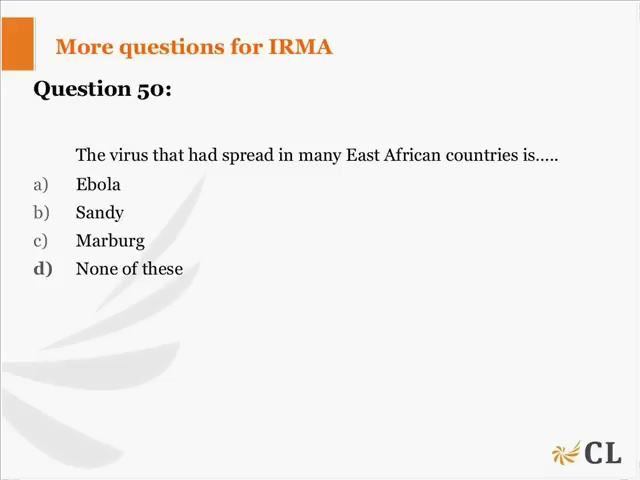 More questions for IRMA
Question 50:
The virus that had spread in many East African countries is.....
a) Ebola
b) Sandy
c) Marburg
d) None of these
CL